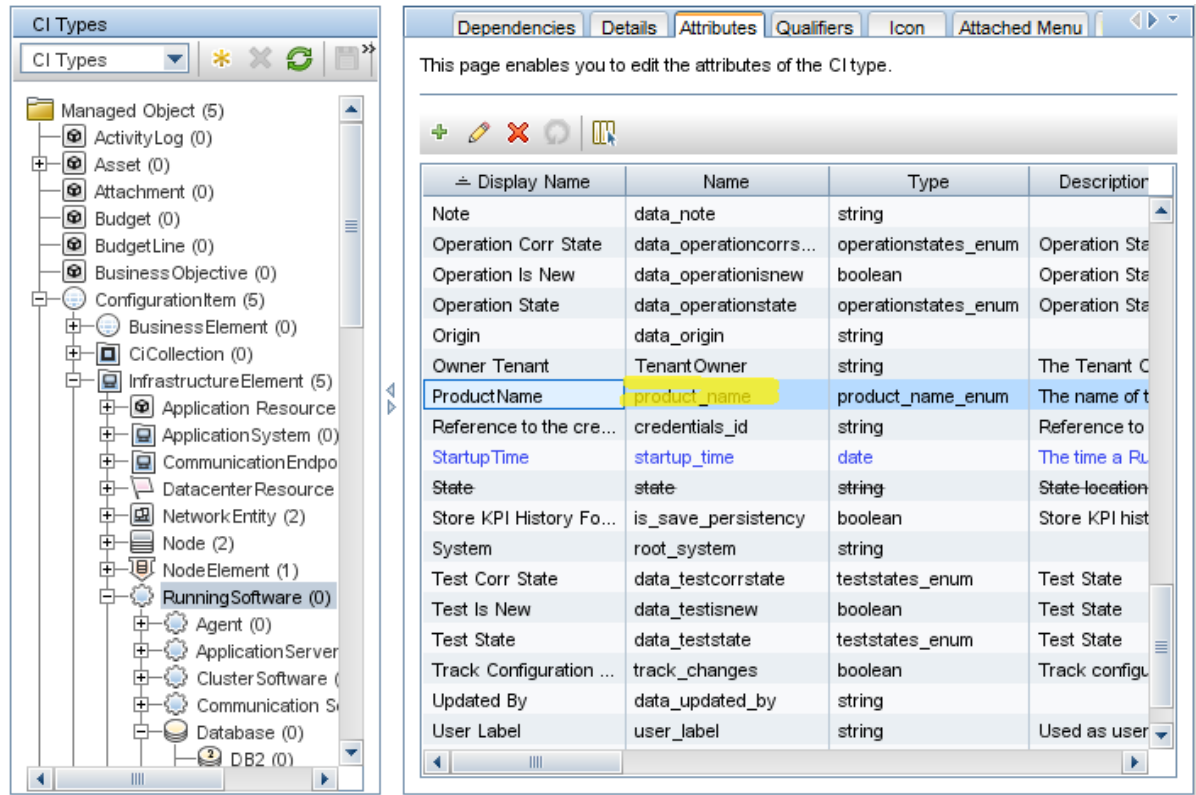 CI Types
CI Types
Managed Object (5)
ActivityLog (0)
Asset (0)
Attachment (0)
Budget (0)
BudgetLine (0)
BusinessObjective (0)
ConfigurationItem (5)
BusinessElement (0)
CiCollection (0)
InfrastructureElement (5)
Application Resource
ApplicationSystem (0)
CommunicationEndpo
DatacenterResource
NetworkEntity (2)
Node (2)
NodeElement (1)
RunningSoftware (0)
Agent (0)
ApplicationServer
ClusterSoftware (
Communication Se
Database (0)
DB2 (0)
Dependencies Details Attributes Qualifiers Icon Attached Menu
This page enables you to edit the attributes of the CI type.
Display Name Name Type Description
Note data_note string
Operation Corr State data_operationcorrs... operationstates_enum Operation Sta
Operation Is New data_operationisnew boolean Operation Sta
Operation State data_operationstate operationstates_enum Operation Sta
Origin data_origin string
Owner Tenant TenantOwner string The Tenant O
ProductName product_name product_name_enum The name of t
Reference to the cre... credentials_id string Reference to
StartupTime startup_time date The time a Ru
State state string State location
Store KPI History Fo... is_save_persistency boolean Store KPI hist
System root_system string
Test Corr State data_testcorrstate teststates_enum Test State
Test Is New data_testisnew boolean Test State
Test State data_teststate teststates_enum Test State
Track Configuration ... track_changes boolean Track configu
Updated By data_updated_by string
User Label user_label string Used as user